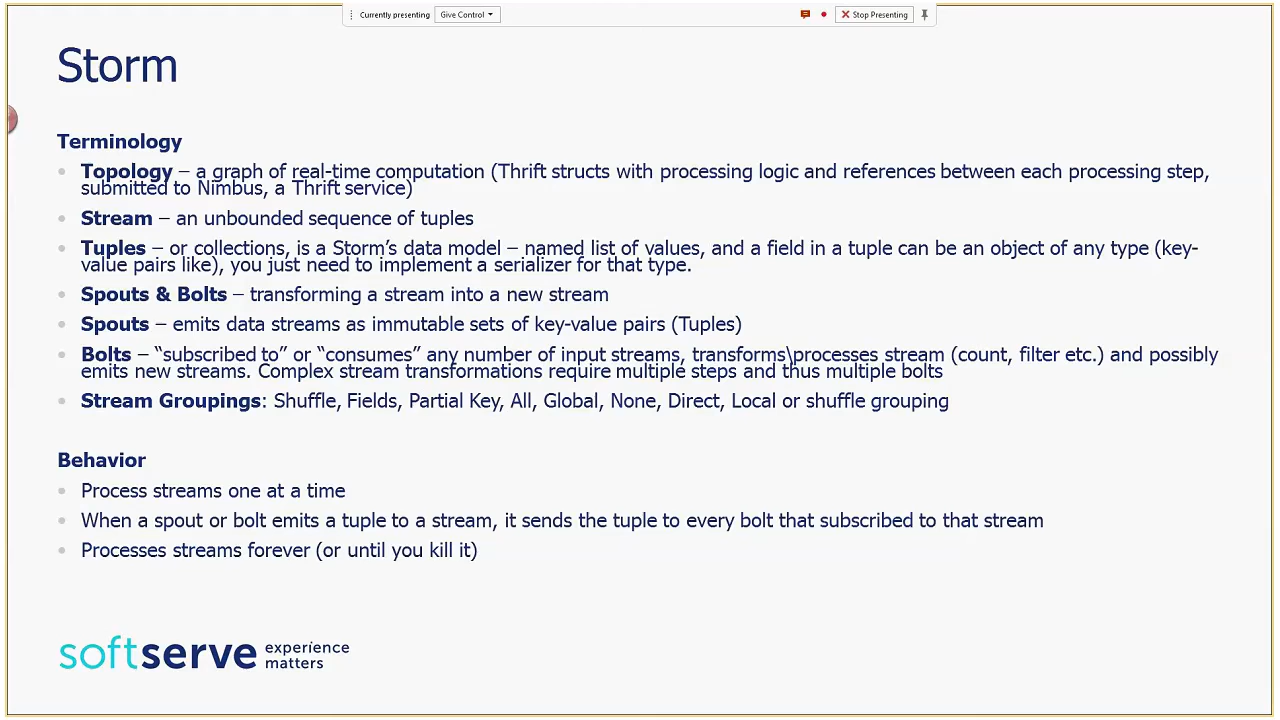 Currently presenting Give Control Stop Presenting
Storm
Terminology
• Topology – a graph of real-time computation (Thrift structs with processing logic and references between each processing step,
submitted to Nimbus, a Thrift service)
• Stream – an unbounded sequence of tuples
• Tuples – or collections, is a Storm’s data model – named list of values, and a field in a tuple can be an object of any type (key-
value pairs like), you just need to implement a serializer for that type.
• Spouts & Bolts – transforming a stream into a new stream
• Spouts – emits data streams as immutable sets of key-value pairs (Tuples)
• Bolts – “subscribed to” or “consumes” any number of input streams, transforms\processes stream (count, filter etc.) and possibly
emits new streams. Complex stream transformations require multiple steps and thus multiple bolts
• Stream Groupings: Shuffle, Fields, Partial Key, All, Global, None, Direct, Local or shuffle grouping
Behavior
• Process streams one at a time
• When a spout or bolt emits a tuple to a stream, it sends the tuple to every bolt that subscribed to that stream
• Processes streams forever (or until you kill it)
softserve experience
matters